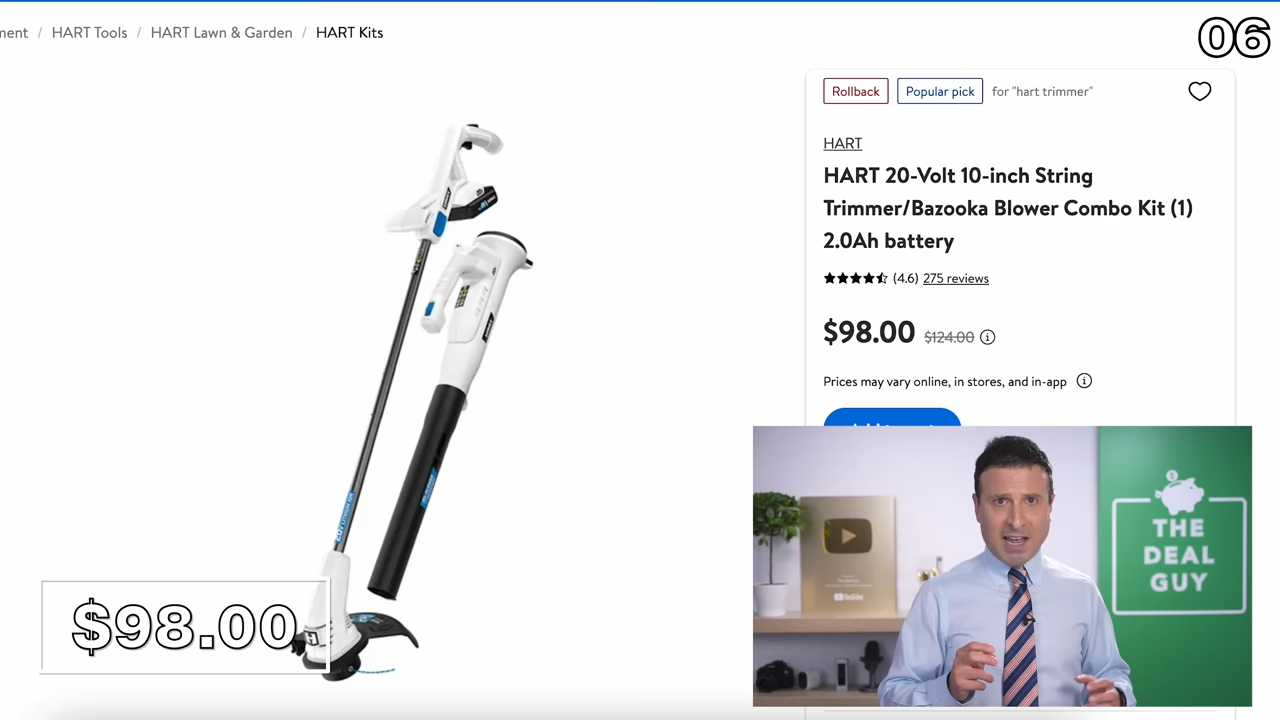 ment / HART Tools / HART Lawn & Garden / HART Kits
06
Rollback Popular pick for "hart trimmer"
HART
HART 20-Volt 10-inch String
Trimmer/Bazooka Blower Combo Kit (1)
2.0Ah battery
(4.6) 275 reviews
$98.00 $124.00
Prices may vary online, in stores, and in-app
$98.00
YouTube
THE
DEAL
GUY